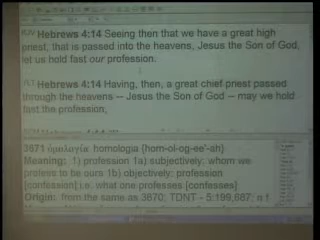 KJV Hebrews 4:14 Seeing then that we have a great high
priest, that is passed into the heavens, Jesus the Son of God,
let us hold fast our profession.
YLT Hebrews 4:14 Having, then, a great chief priest passed
through the heavens -- Jesus the Son of God -- may we hold
fast the profession,
3671 ὁμολογία homologia {hom-ol-og-ee'-ah}
Meaning: 1) profession 1a) subjectively: whom we
profess to be ours 1b) objectively: profession
[confession] i.e. what one professes [confesses]
Origin: from the same as 3670; TDNT - 5:199,687; n f